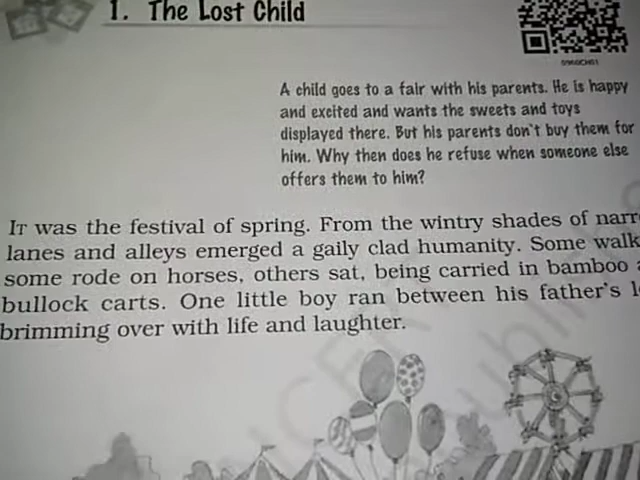 1. The Lost Child
0960CH01
A child goes to a fair with his parents. He is happy
and excited and wants the sweets and toys
displayed there. But his parents don't buy them for
him. Why then does he refuse when someone else
offers them to him?
IT was the festival of spring. From the wintry shades of narr
lanes and alleys emerged a gaily clad humanity. Some walk
some rode on horses, others sat, being carried in bamboo a
bullock carts. One little boy ran between his father's l
brimming over with life and laughter.